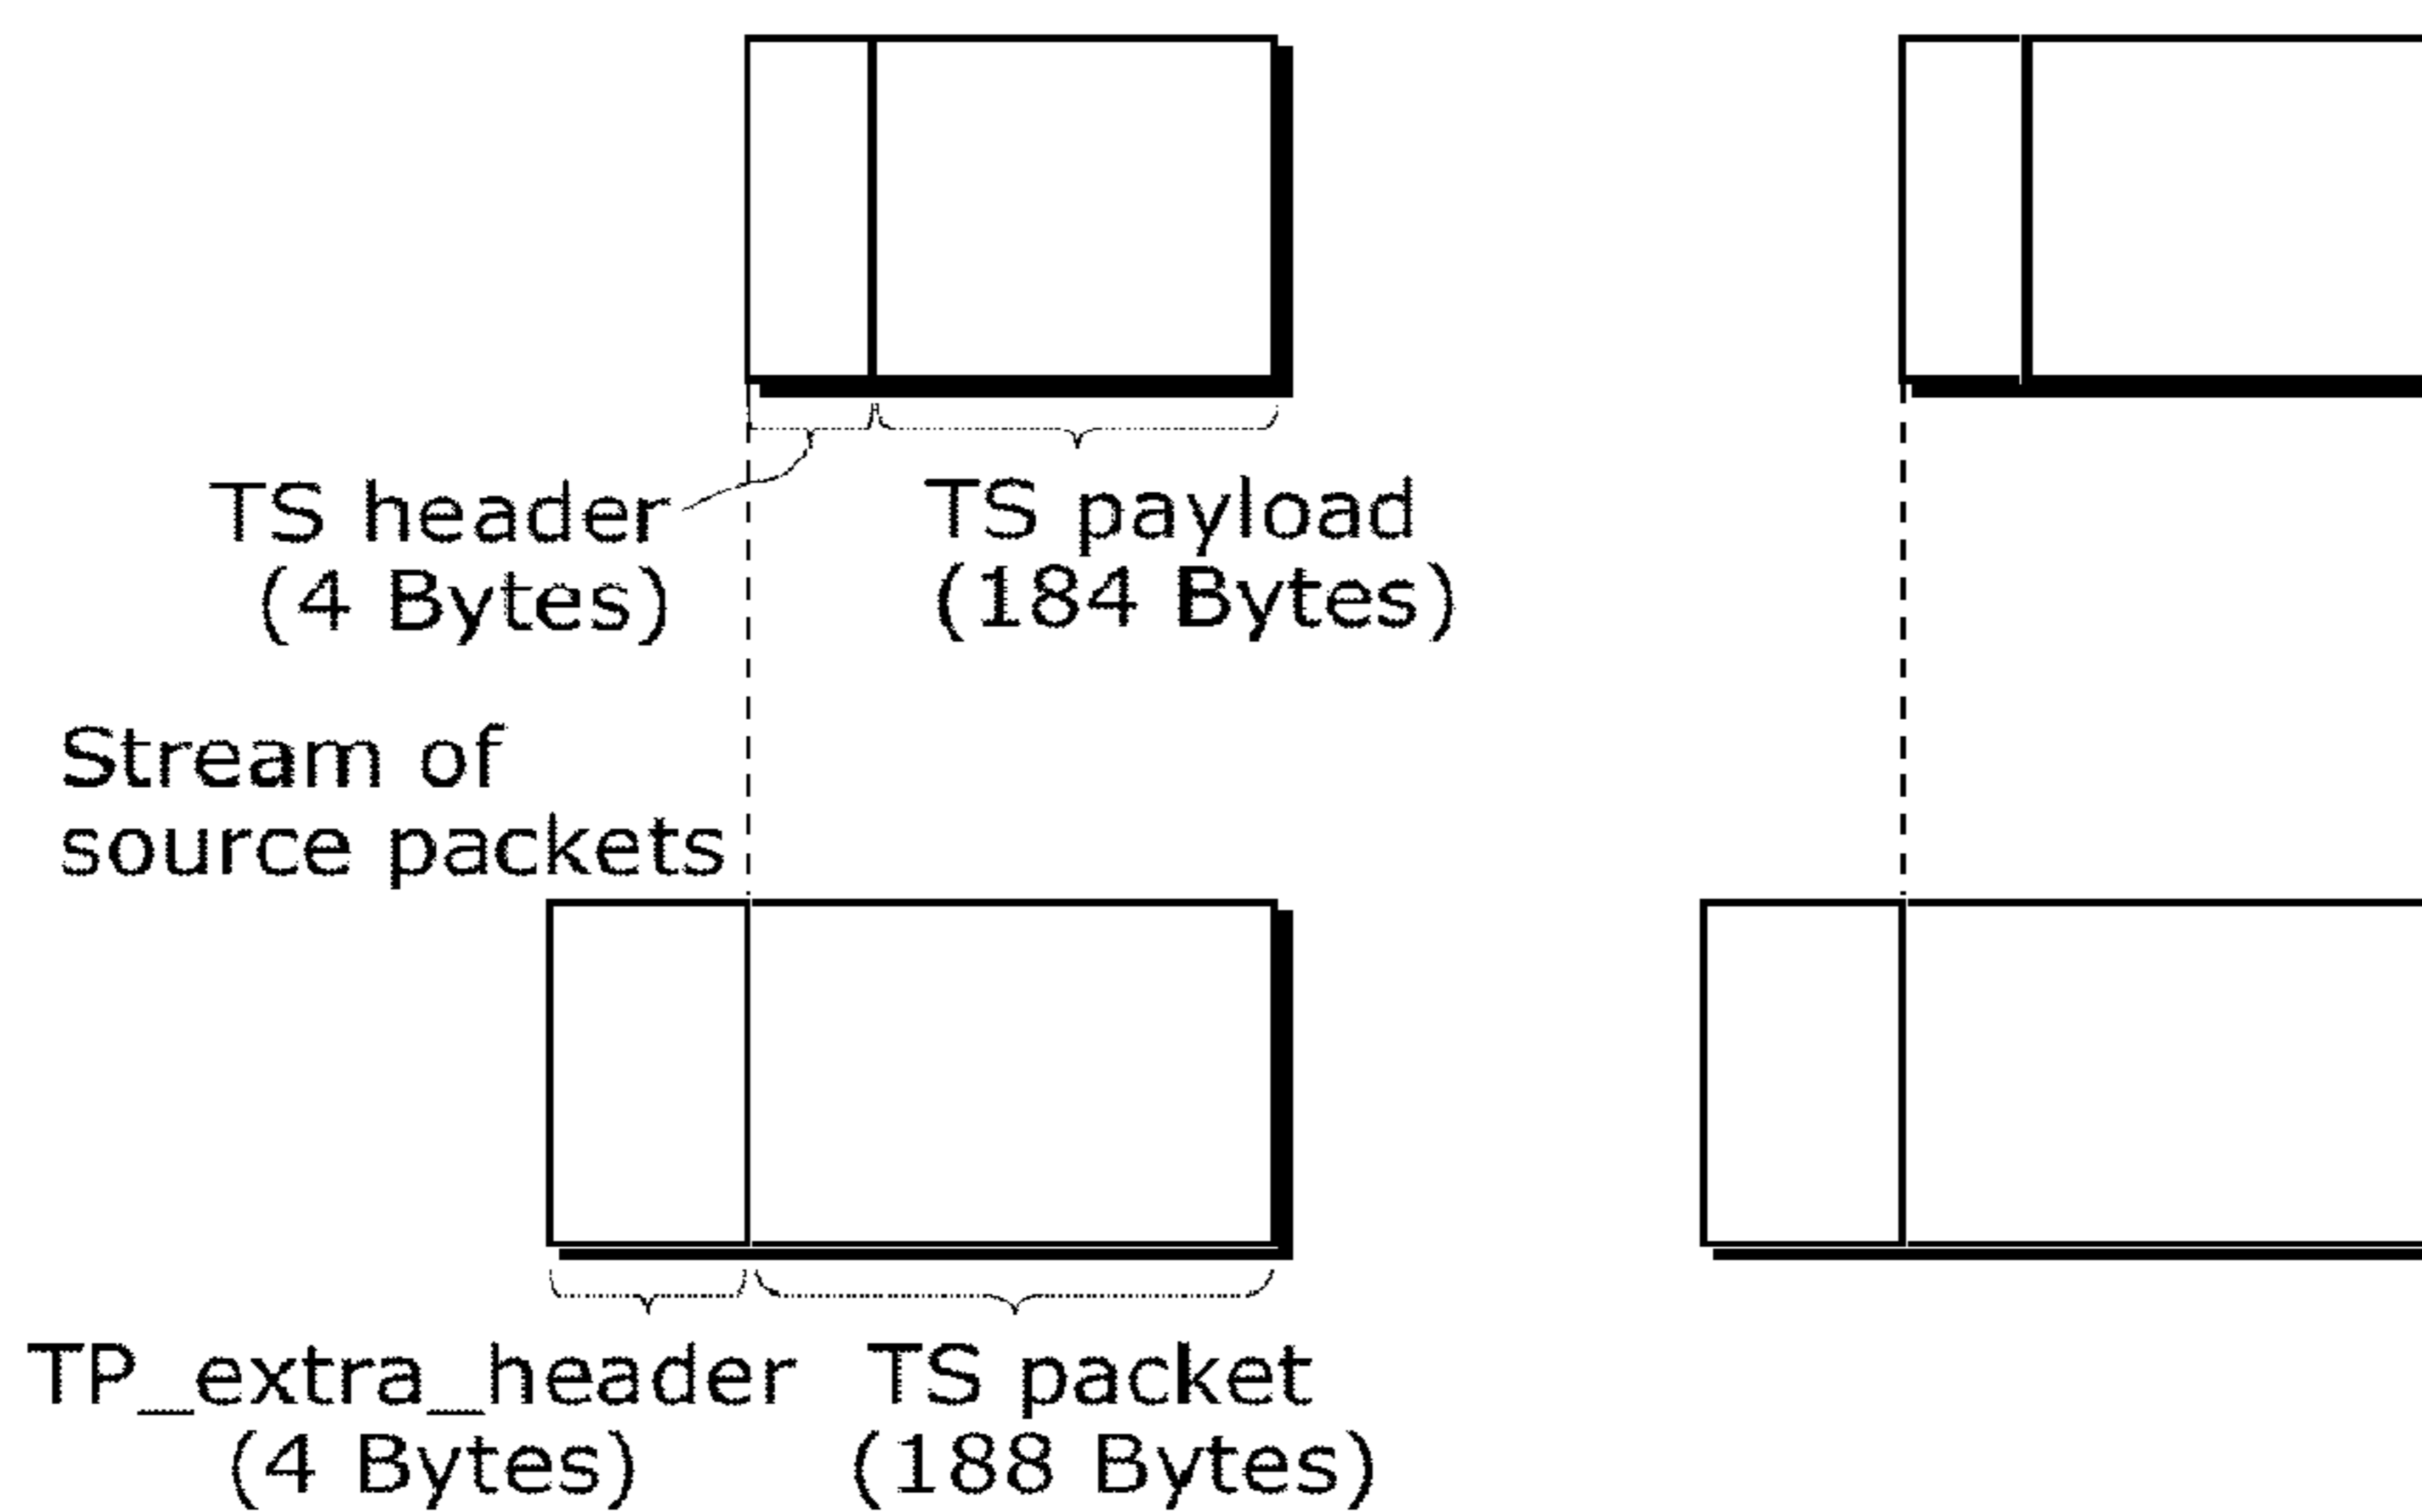 TS header
(4 Bytes)
TS payload
(184 Bytes)
Stream of
source packets
TP_extra_header
(4 Bytes)
TS packet
(188 Bytes)